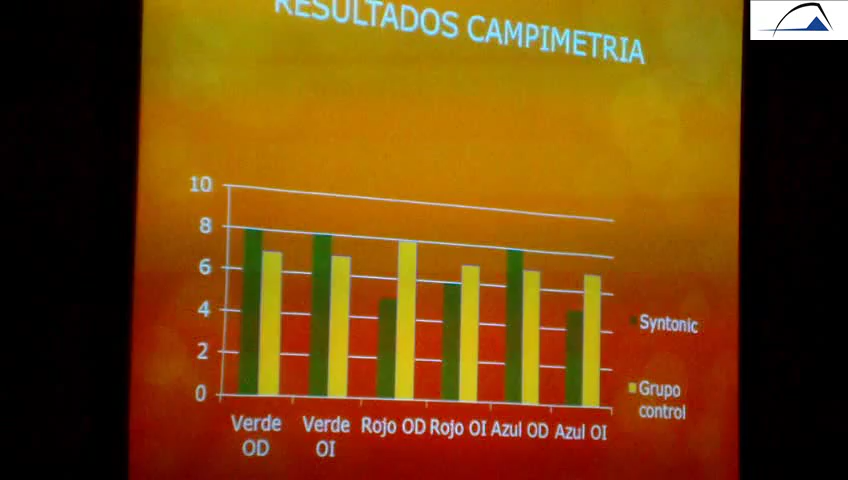 RESULTADOS CAMPIMETRIA
10
8
6
4
2
0
Verde OD
Verde OI
Rojo OD
Rojo OI
Azul OD
Azul OI
Syntonic
Grupo
control